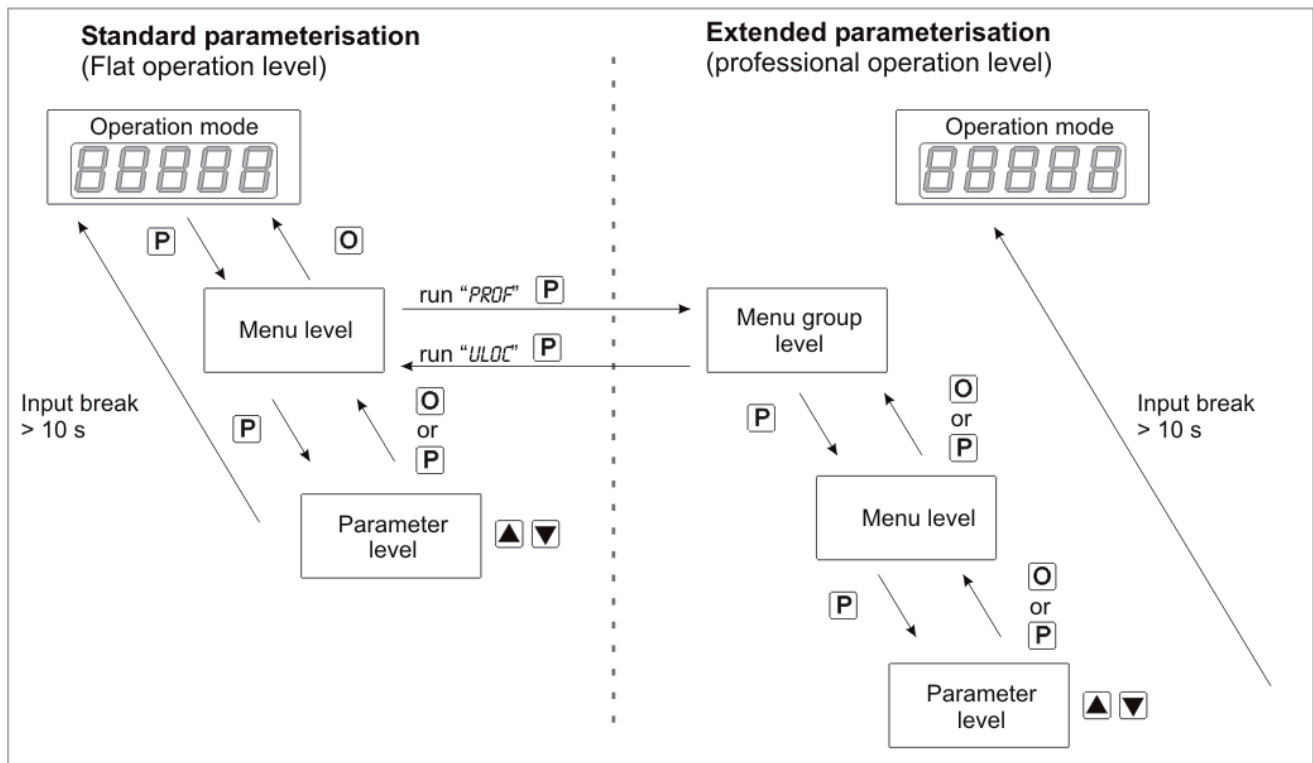 Standard parameterisation
(Flat operation level)
Operation mode
88888
P
O
Menu level
run “PROF” P
run “ULOC” P
Input break
> 10 s
P
O
or
P
Parameter
level
▲ ▼
Extended parameterisation
(professional operation level)
Operation mode
88888
Menu group
level
P
O
or
P
Input break
> 10 s
Menu level
P
O
or
P
Parameter
level
▲ ▼